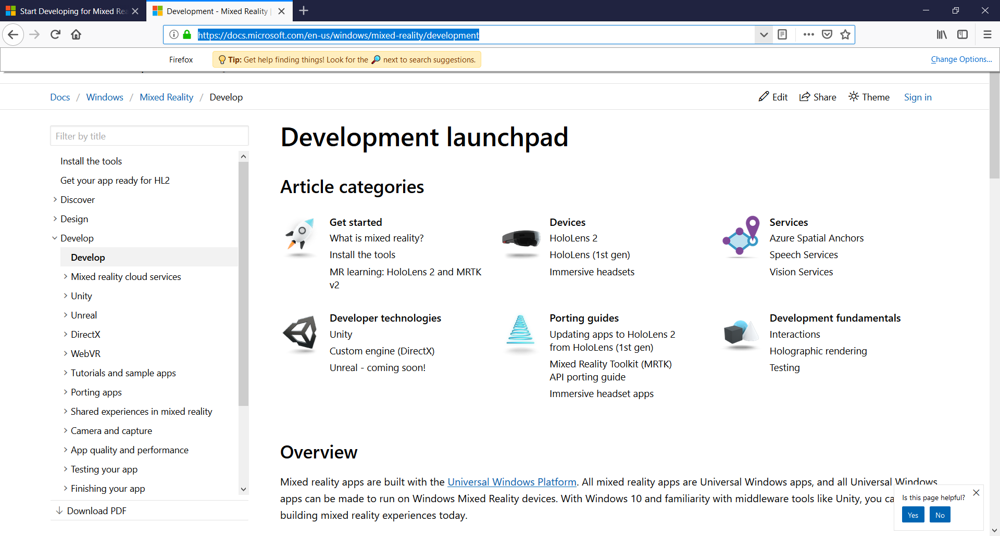 Start Developing for Mixed Rea
Development - Mixed Reality |
https://docs.microsoft.com/en-us/windows/mixed-reality/development
Firefox
Tip: Get help finding things! Look for the 🔎 next to search suggestions.
Change Options...
Docs / Windows / Mixed Reality / Develop
Edit
Share
Theme
Sign in
Filter by title
Install the tools
Get your app ready for HL2
Discover
Design
Develop
Develop
Mixed reality cloud services
Unity
Unreal
DirectX
WebVR
Tutorials and sample apps
Porting apps
Shared experiences in mixed reality
Camera and capture
App quality and performance
Testing your app
Finishing your app
Download PDF
Development launchpad
Article categories
Get started
What is mixed reality?
Install the tools
MR learning: HoloLens 2 and MRTK
v2
Devices
HoloLens 2
HoloLens (1st gen)
Immersive headsets
Services
Azure Spatial Anchors
Speech Services
Vision Services
Developer technologies
Unity
Custom engine (DirectX)
Unreal - coming soon!
Porting guides
Updating apps to HoloLens 2
from HoloLens (1st gen)
Mixed Reality Toolkit (MRTK)
API porting guide
Immersive headset apps
Development fundamentals
Interactions
Holographic rendering
Testing
Overview
Mixed reality apps are built with the Universal Windows Platform. All mixed reality apps are Universal Windows apps, and all Universal Windows
apps can be made to run on Windows Mixed Reality devices. With Windows 10 and familiarity with middleware tools like Unity, you ca
building mixed reality experiences today.
Is this page helpful?
Yes
No